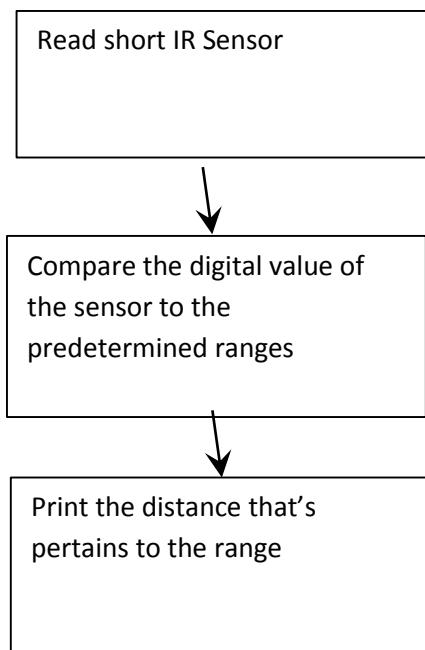 Read short IR Sensor
Compare the digital value of
the sensor to the
predetermined ranges
Print the distance that’s
pertains to the range